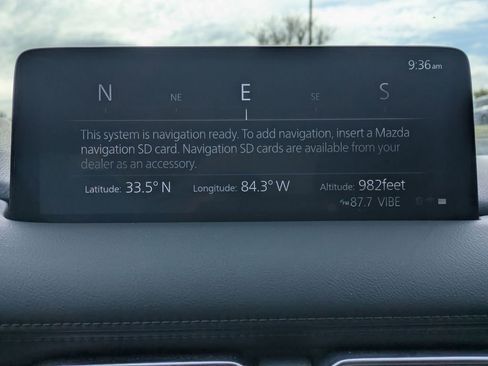 9:36am
N NE E SE S
This system is navigation ready. To add navigation, insert a Mazda
navigation SD card. Navigation SD cards are available from your
dealer as an accessory.
Latitude: 33.5° N Longitude: 84.3° W Altitude: 982feet
FM 87.7 VIBE